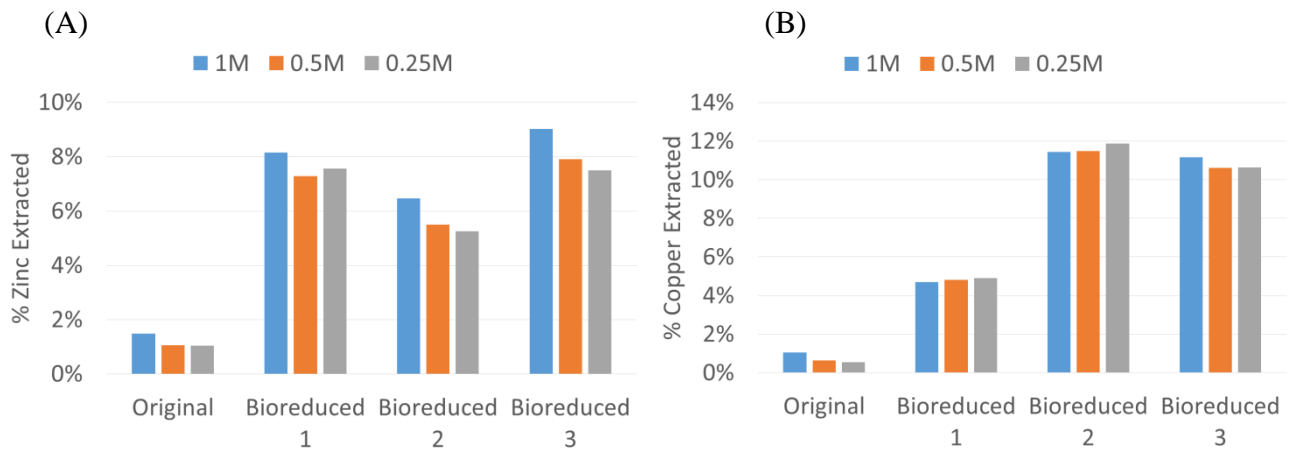 (A)
1M 0.5M 0.25M
% Zinc Extracted
10%
8%
6%
4%
2%
0%
Original Bioreduced Bioreduced Bioreduced
1 2 3
(B)
1M 0.5M 0.25M
% Copper Extracted
14%
12%
10%
8%
6%
4%
2%
0%
Original Bioreduced Bioreduced Bioreduced
1 2 3